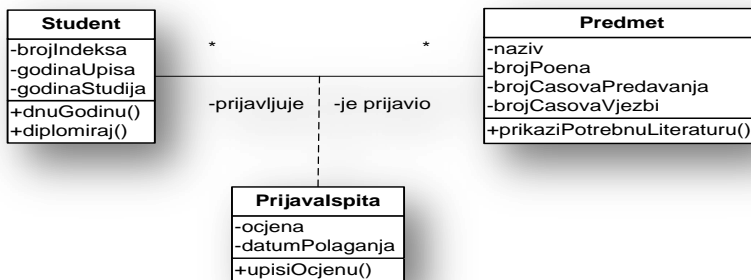 Student
-brojIndeksa
-godinaUpisa
-godinaStudija
+dnuGodinu()
+diplomiraj()
*
*
-prijavljuje
-je prijavio
Predmet
-naziv
-brojPoena
-brojCasovaPredavanja
-brojCasovaVjezbi
+prikaziPotrebnuLiteraturu()
PrijavaIspita
-ocjena
-datumPolaganja
+upisiOcjenu()